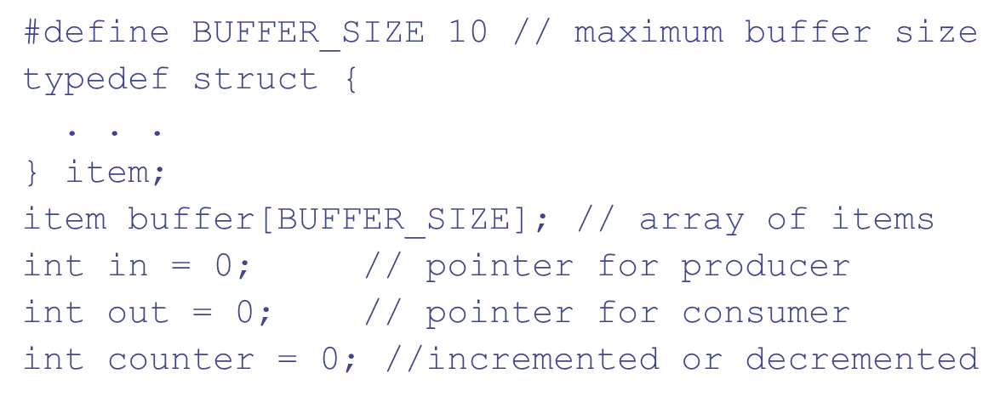 #define BUFFER_SIZE 10 // maximum buffer size
typedef struct {
  . . .
} item;
item buffer[BUFFER_SIZE]; // array of items
int in = 0;     // pointer for producer
int out = 0;    // pointer for consumer
int counter = 0; //incremented or decremented